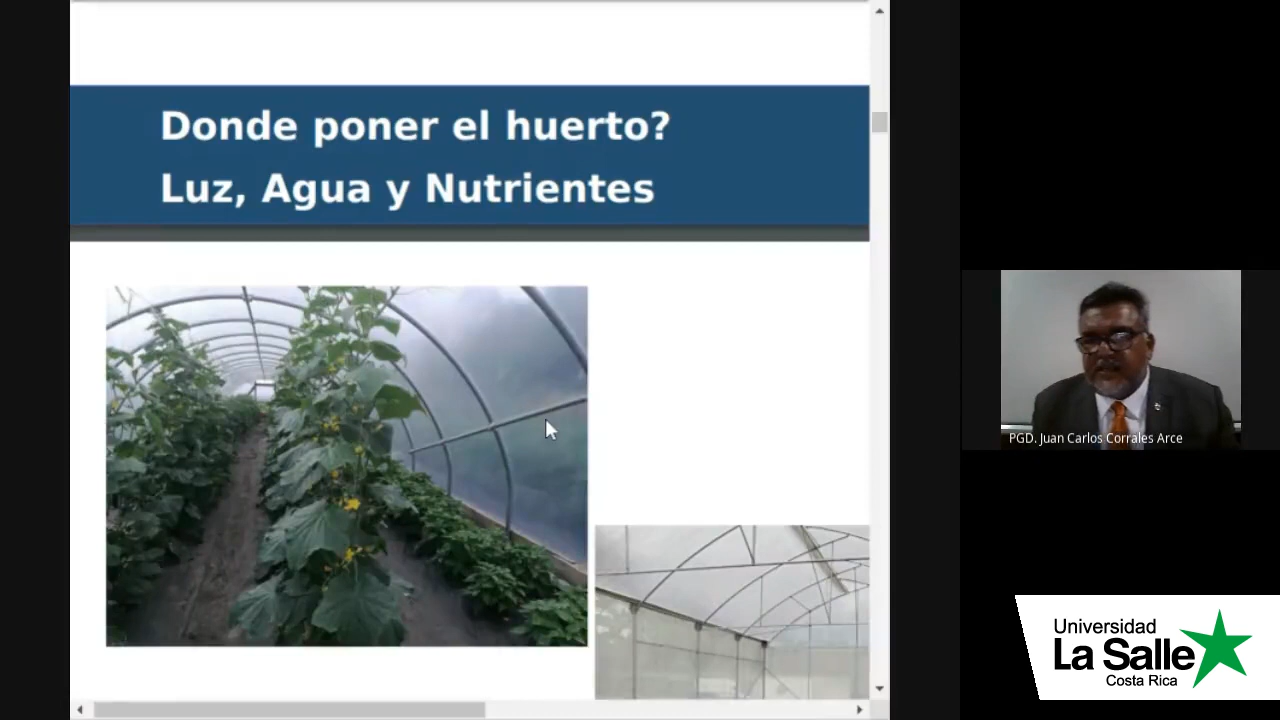 Donde poner el huerto?
Luz, Agua y Nutrientes
PGD. Juan Carlos Corrales Arce
Universidad
La Salle
Costa Rica